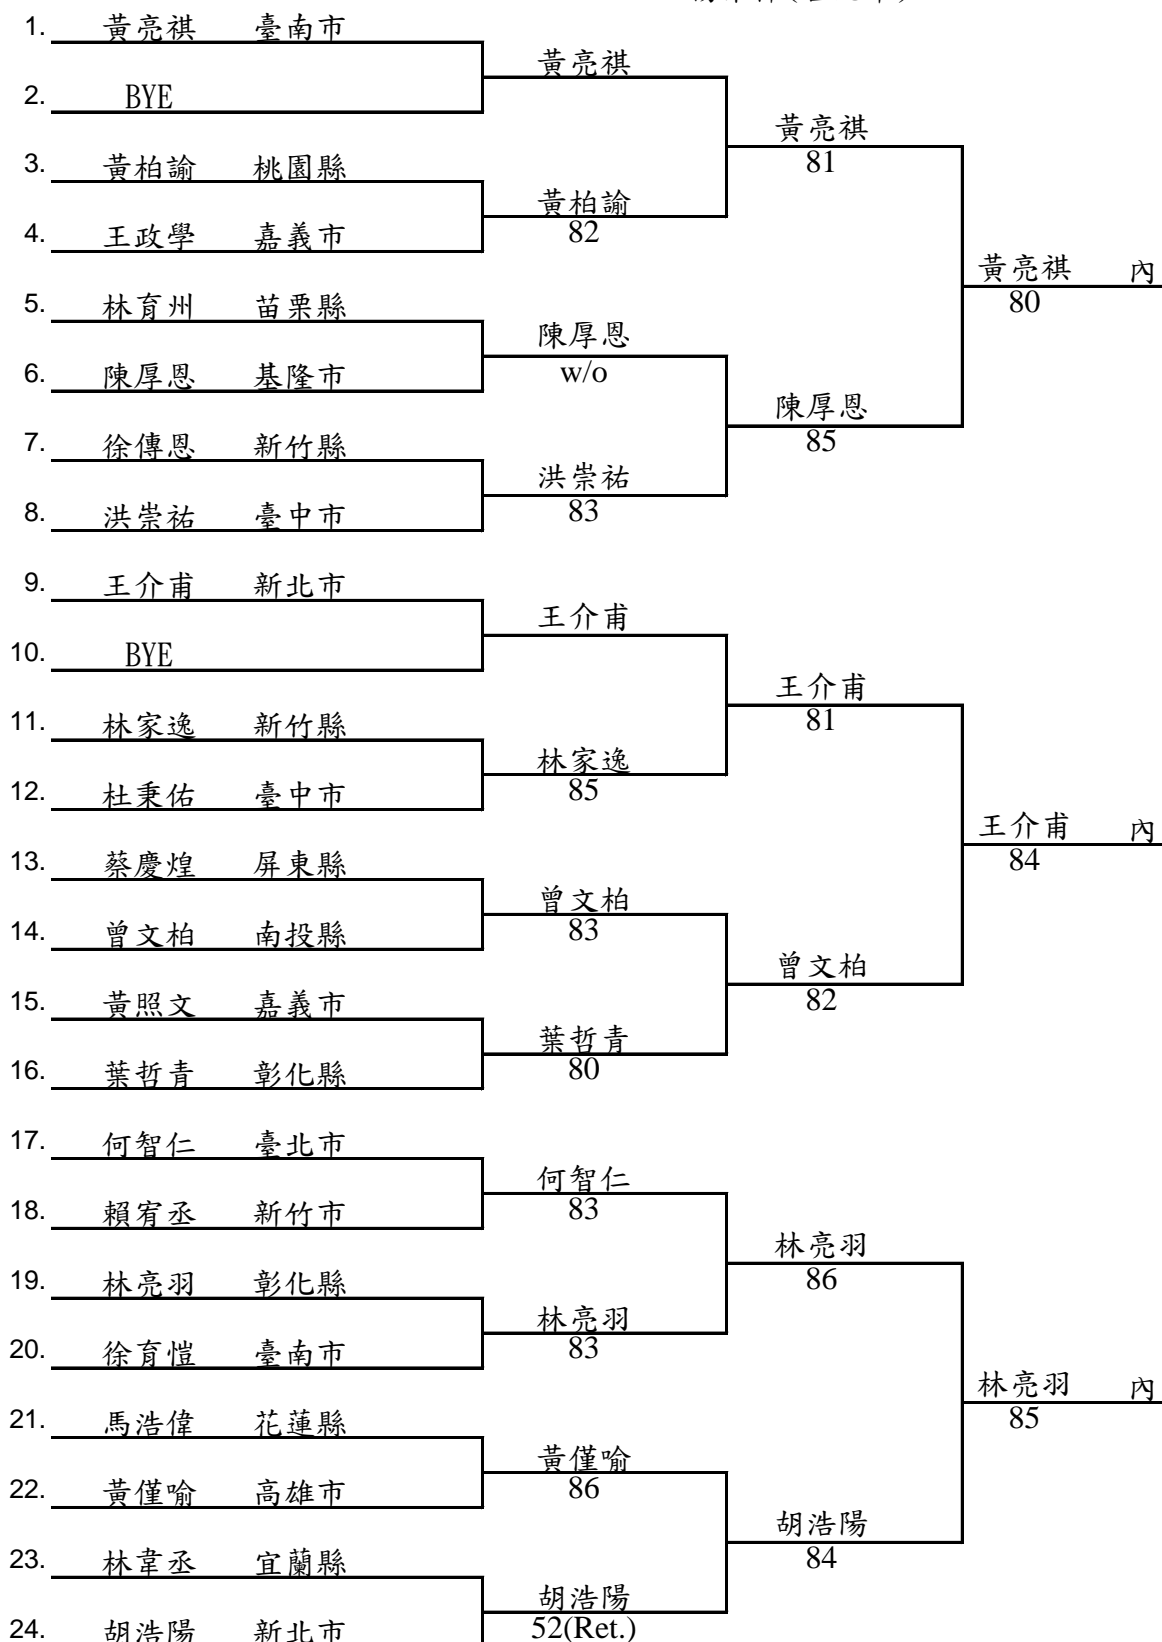 1. 黃亮祺 臺南市
黃亮祺
2. BYE
黃亮祺
81
3. 黃柏諭 桃園縣
黃柏諭
82
4. 王政學 嘉義市
黃亮祺 內
80
5. 林育州 苗栗縣
陳厚恩
w/o
6. 陳厚恩 基隆市
陳厚恩
85
7. 徐傳恩 新竹縣
洪崇祐
83
8. 洪崇祐 臺中市
9. 王介甫 新北市
王介甫
10. BYE
王介甫
81
11. 林家逸 新竹縣
林家逸
85
12. 杜秉佑 臺中市
王介甫 內
84
13. 蔡慶煌 屏東縣
曾文柏
83
14. 曾文柏 南投縣
曾文柏
82
15. 黃照文 嘉義市
葉哲青
80
16. 葉哲青 彰化縣
17. 何智仁 臺北市
何智仁
83
18. 賴宥丞 新竹市
林亮羽
86
19. 林亮羽 彰化縣
林亮羽
83
20. 徐育愷 臺南市
林亮羽 內
85
21. 馬浩偉 花蓮縣
黃僅喻
86
22. 黃僅喻 高雄市
胡浩陽
84
23. 林韋丞 宜蘭縣
胡浩陽
52(Ret.)
24. 胡浩陽 新北市